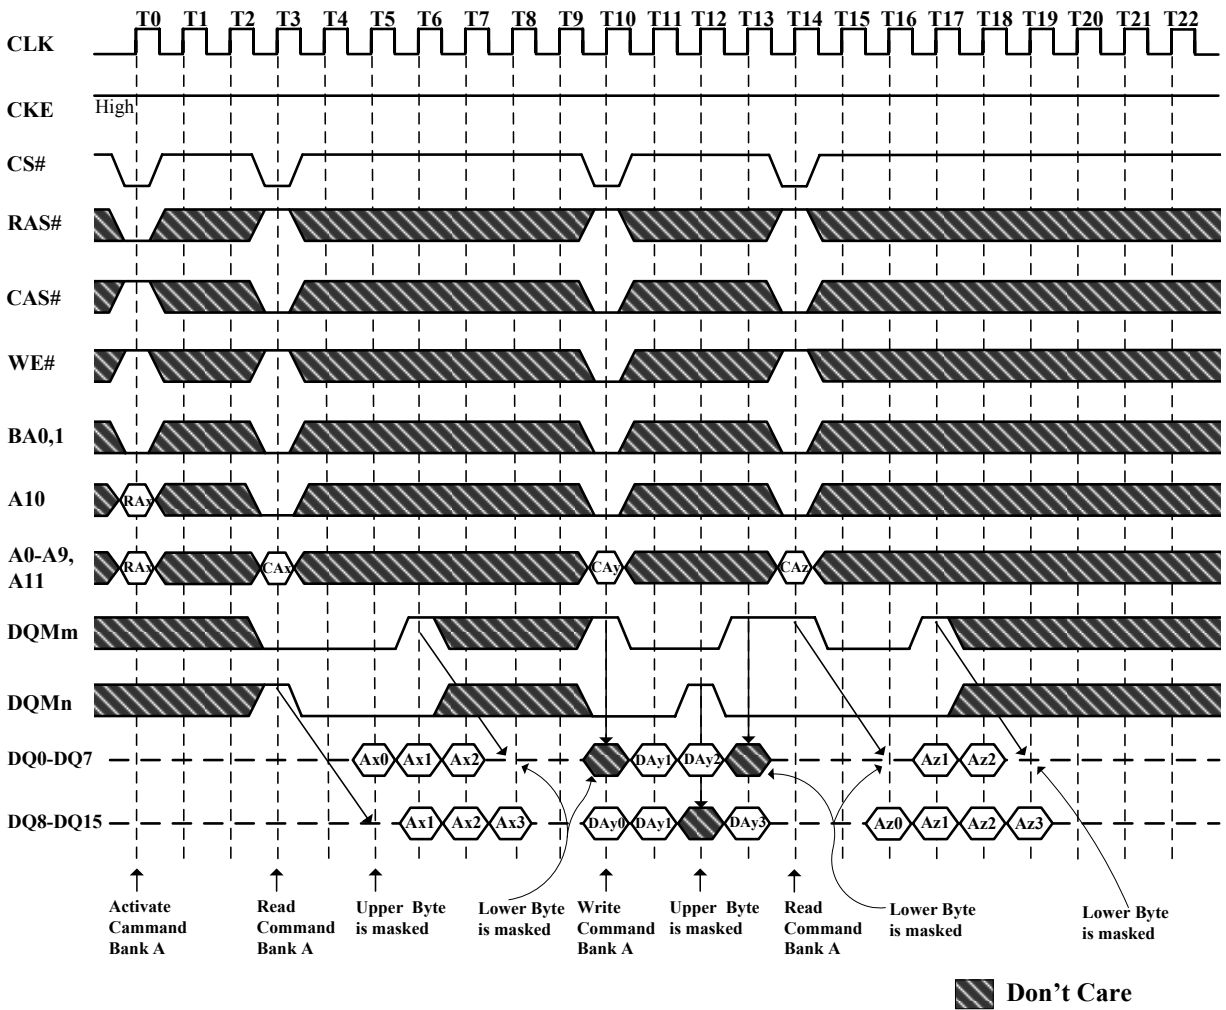 T0 T1 T2 T3 T4 T5 T6 T7 T8 T9 T10 T11 T12 T13 T14 T15 T16 T17 T18 T19 T20 T21 T22
CLK
CKE High
CS#
RAS#
CAS#
WE#
BA0,1
A10 RAx
A0-A9,
A11 RAx CAx CAy CAz
DQMm
DQMn
DQ0-DQ7 Ax0 Ax1 Ax2 DAy1 DAy2 Az1 Az2
DQ8-DQ15 Ax1 Ax2 Ax3 DAy0 DAy1 DAy3 Az0 Az1 Az2 Az3
Activate
Cammand
Bank A
Read
Command
Bank A
Upper Byte
is masked
Lower Byte
is masked
Write
Command
Bank A
Upper Byte
is masked
Read
Command
Bank A
Lower Byte
is masked
Lower Byte
is masked
Don't Care